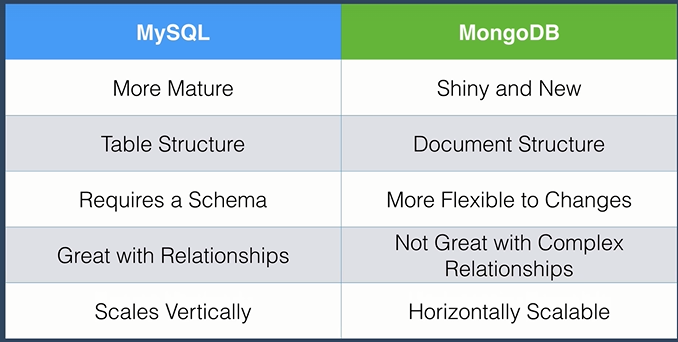 MySQL MongoDB
More Mature Shiny and New
Table Structure Document Structure
Requires a Schema More Flexible to Changes
Great with Relationships Not Great with Complex
Relationships
Scales Vertically Horizontally Scalable